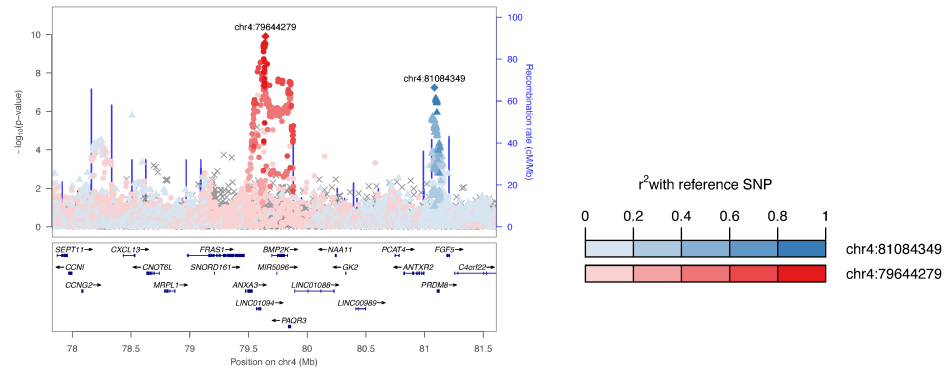 chr4:79644279
chr4:81084349
− log10(p−value)
0
2
4
6
8
10
Recombination rate (cM/Mb)
0
20
40
60
80
100
SEPT11→ CXCL13→ FRAS1→ BMP2K→ NAA11 PCAT4→ FGF5→
←CCNI ←CNOT6L SNORD161→ MIR5096→ ←GK2 ←ANTXR2 C4orf22→
CCNG2→ MRPL1→ ANXA3→ LINC01088→ PRDM8→
LINC01094→ LINC00989→
←PAQR3
78 78.5 79 79.5 80 80.5 81 81.5
Position on chr4 (Mb)
r²with reference SNP
0 0.2 0.4 0.6 0.8 1
chr4:81084349
chr4:79644279